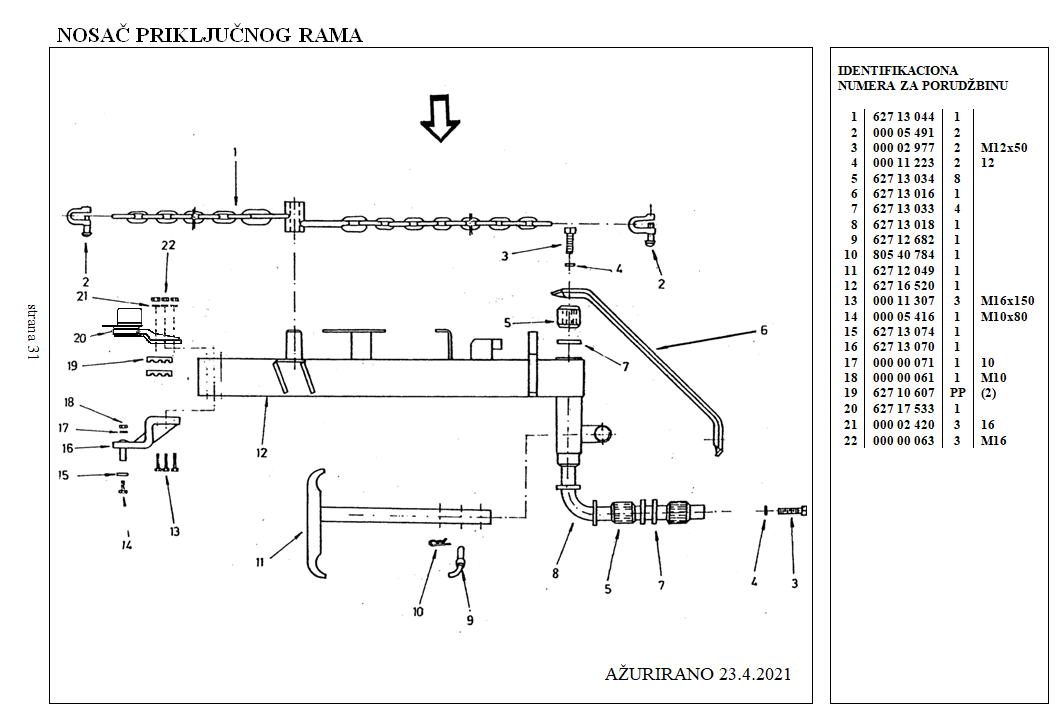 NOSAČ PRIKLJUČNOG RAMA
1
22
2
21
3
4
2
20
5
6
19
7
18
17
16
12
15
14
13
11
10
9
8
5
7
4
3
strana 31
AŽURIRANO 23.4.2021
IDENTIFIKACIONA
NUMERA ZA PORUDŽBINU
1 627 13 044 1
2 000 05 491 2
3 000 02 977 2 M12x50
4 000 11 223 2 12
5 627 13 034 8
6 627 13 016 1
7 627 13 033 4
8 627 13 018 1
9 627 12 682 1
10 805 40 784 1
11 627 12 049 1
12 627 16 520 1
13 000 11 307 3 M16x150
14 000 05 416 1 M10x80
15 627 13 074 1
16 627 13 070 1
17 000 00 071 1 10
18 000 00 061 1 M10
19 627 10 607 PP (2)
20 627 17 533 1
21 000 02 420 3 16
22 000 00 063 3 M16